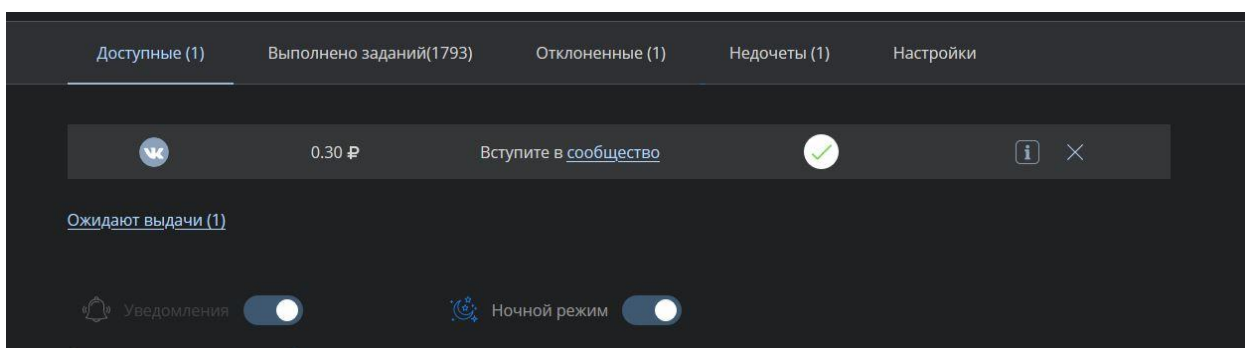 Доступные (1) Выполнено заданий(1793) Отклоненные (1) Недочеты (1) Настройки
0.30 ₽ Вступите в сообщество
Ожидают выдачи (1)
Уведомления Ночной режим